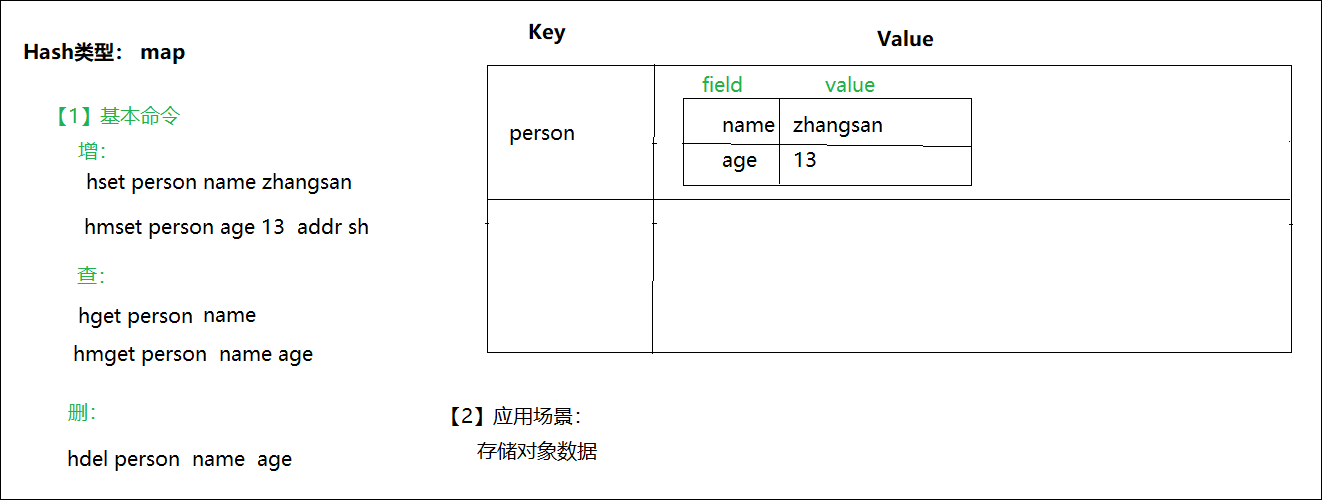 Hash类型： map
【1】基本命令
增：
hset person name zhangsan
hmset person age 13 addr sh
查：
hget person name
hmget person name age
删：
hdel person name age
Key Value
field value
person
name zhangsan
age 13
【2】应用场景：
存储对象数据